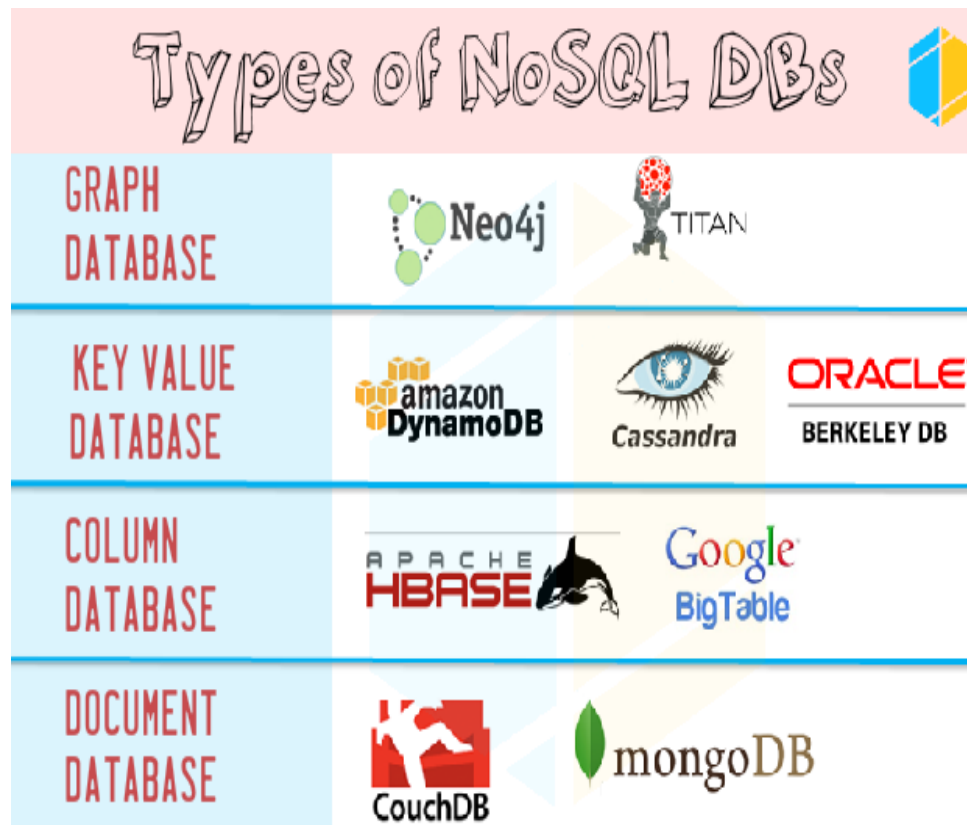 Types of NoSQL DBs
GRAPH
DATABASE
Neo4j
TITAN
KEY VALUE
DATABASE
amazon
DynamoDB
Cassandra
ORACLE
BERKELEY DB
COLUMN
DATABASE
APACHE
HBASE
Google
BigTable
DOCUMENT
DATABASE
CouchDB
mongoDB